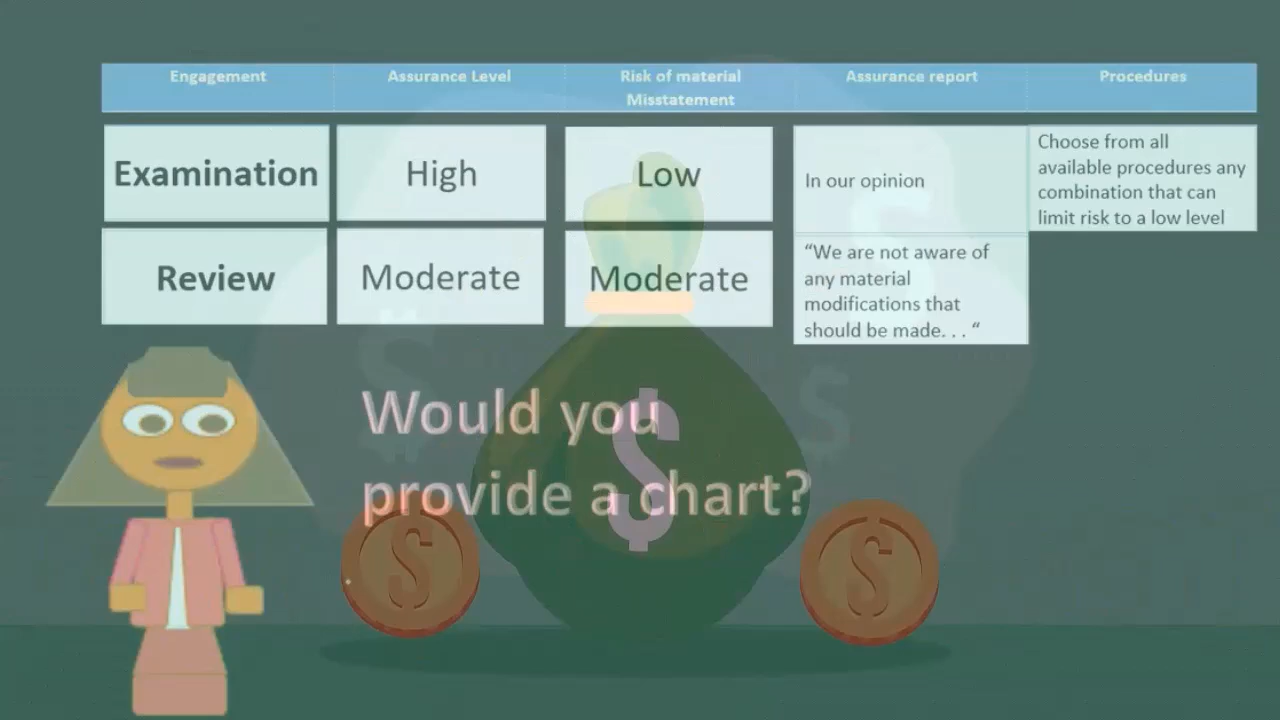 Engagement
Assurance Level
Risk of material
Misstatement
Assurance report
Procedures
Examination
High
Low
In our opinion
Choose from all
available procedures any
combination that can
limit risk to a low level
Review
Moderate
Moderate
“We are not aware of
any material
modifications that
should be made. . . “
Would you
provide a chart?
$
$
$
$
$